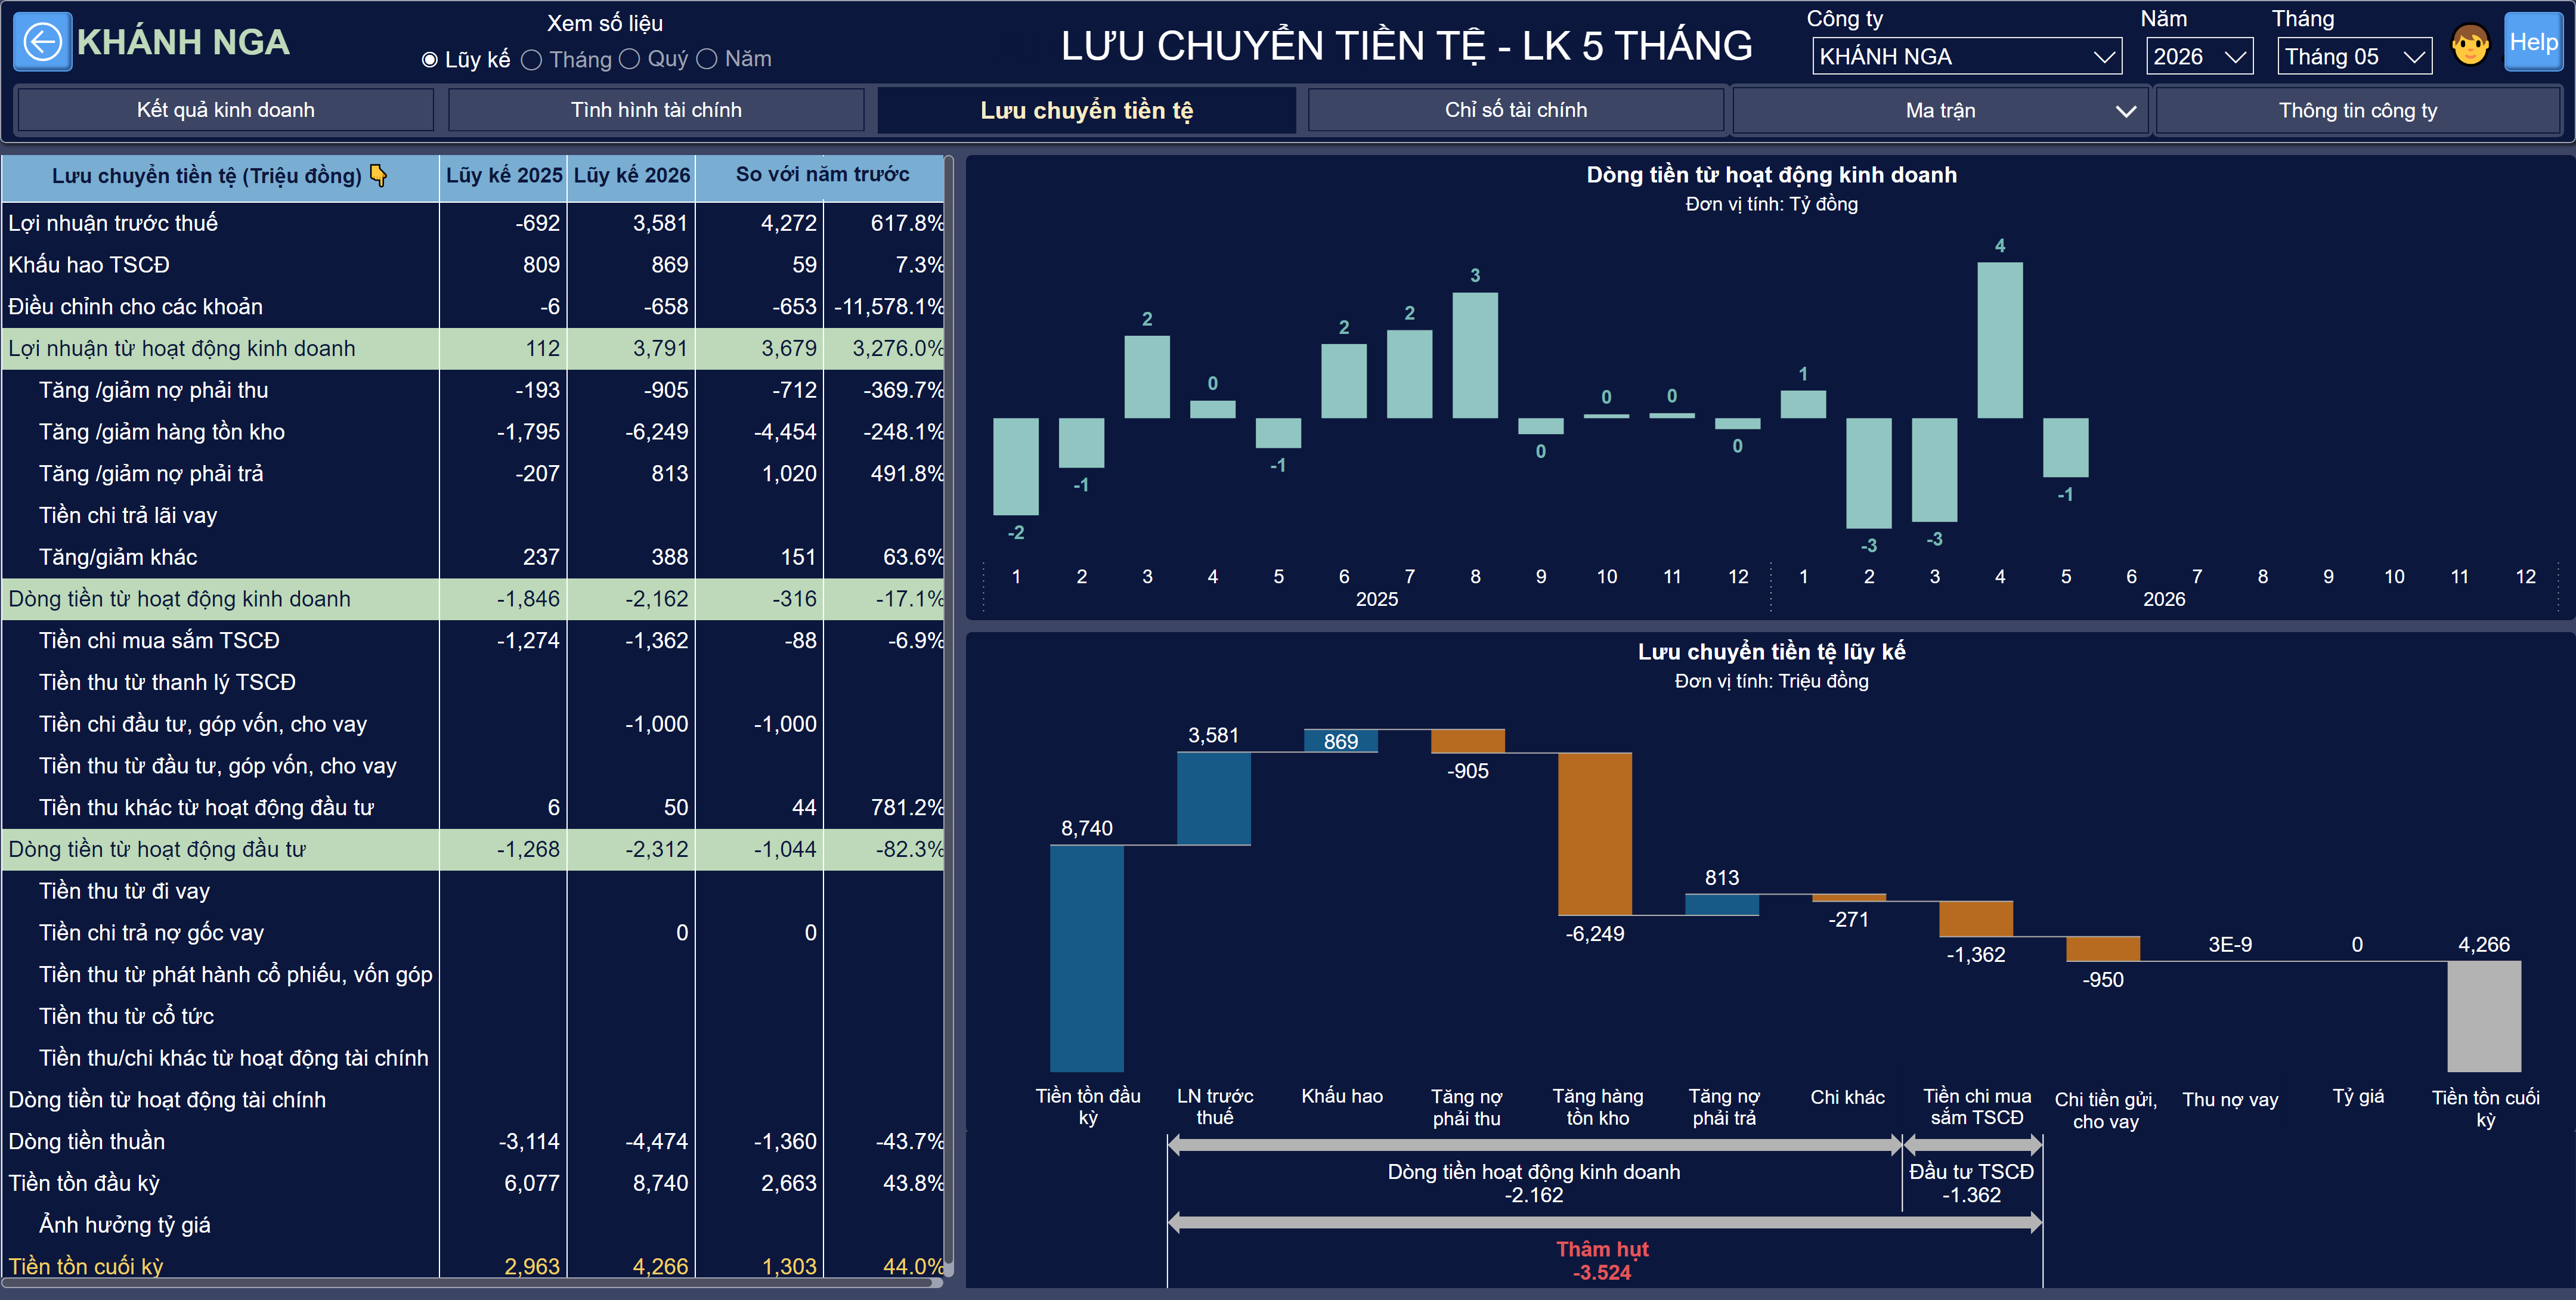 KHÁNH NGA
Xem số liệu
Lũy kế Tháng Quý Năm
LƯU CHUYỂN TIỀN TỆ - LK 5 THÁNG
Công ty
KHÁNH NGA
Năm
2026
Tháng
Tháng 05
Help
Kết quả kinh doanh
Tình hình tài chính
Lưu chuyển tiền tệ
Chỉ số tài chính
Ma trận
Thông tin công ty
Lưu chuyển tiền tệ (Triệu đồng) Lũy kế 2025 Lũy kế 2026 So với năm trước
Lợi nhuận trước thuế -692 3,581 4,272 617.8%
Khấu hao TSCĐ 809 869 59 7.3%
Điều chỉnh cho các khoản -6 -658 -653 -11,578.1%
Lợi nhuận từ hoạt động kinh doanh 112 3,791 3,679 3,276.0%
Tăng /giảm nợ phải thu -193 -905 -712 -369.7%
Tăng /giảm hàng tồn kho -1,795 -6,249 -4,454 -248.1%
Tăng /giảm nợ phải trả -207 813 1,020 491.8%
Tiền chi trả lãi vay
Tăng/giảm khác 237 388 151 63.6%
Dòng tiền từ hoạt động kinh doanh -1,846 -2,162 -316 -17.1%
Tiền chi mua sắm TSCĐ -1,274 -1,362 -88 -6.9%
Tiền thu từ thanh lý TSCĐ
Tiền chi đầu tư, góp vốn, cho vay -1,000 -1,000
Tiền thu từ đầu tư, góp vốn, cho vay
Tiền thu khác từ hoạt động đầu tư 6 50 44 781.2%
Dòng tiền từ hoạt động đầu tư -1,268 -2,312 -1,044 -82.3%
Tiền thu từ đi vay
Tiền chi trả nợ gốc vay 0 0
Tiền thu từ phát hành cổ phiếu, vốn góp
Tiền thu từ cổ tức
Tiền thu/chi khác từ hoạt động tài chính
Dòng tiền từ hoạt động tài chính
Dòng tiền thuần -3,114 -4,474 -1,360 -43.7%
Tiền tồn đầu kỳ 6,077 8,740 2,663 43.8%
Ảnh hưởng tỷ giá
Tiền tồn cuối kỳ 2,963 4,266 1,303 44.0%
Dòng tiền từ hoạt động kinh doanh
Đơn vị tính: Tỷ đồng
-2 -1 2 0 -1 2 2 3 0 0 0 0 1 -3 -3 4 -1
1 2 3 4 5 6 7 8 9 10 11 12 1 2 3 4 5 6 7 8 9 10 11 12
2025 2026
Lưu chuyển tiền tệ lũy kế
Đơn vị tính: Triệu đồng
8,740 3,581 869 -905 -6,249 813 -271 -1,362 -950 3E-9 0 4,266
Tiền tồn đầu kỳ
LN trước thuế
Khấu hao
Tăng nợ phải thu
Tăng hàng tồn kho
Tăng nợ phải trả
Chi khác
Tiền chi mua sắm TSCĐ
Chi tiền gửi, cho vay
Thu nợ vay
Tỷ giá
Tiền tồn cuối kỳ
Dòng tiền hoạt động kinh doanh
-2.162
Đầu tư TSCĐ
-1.362
Thâm hụt
-3.524